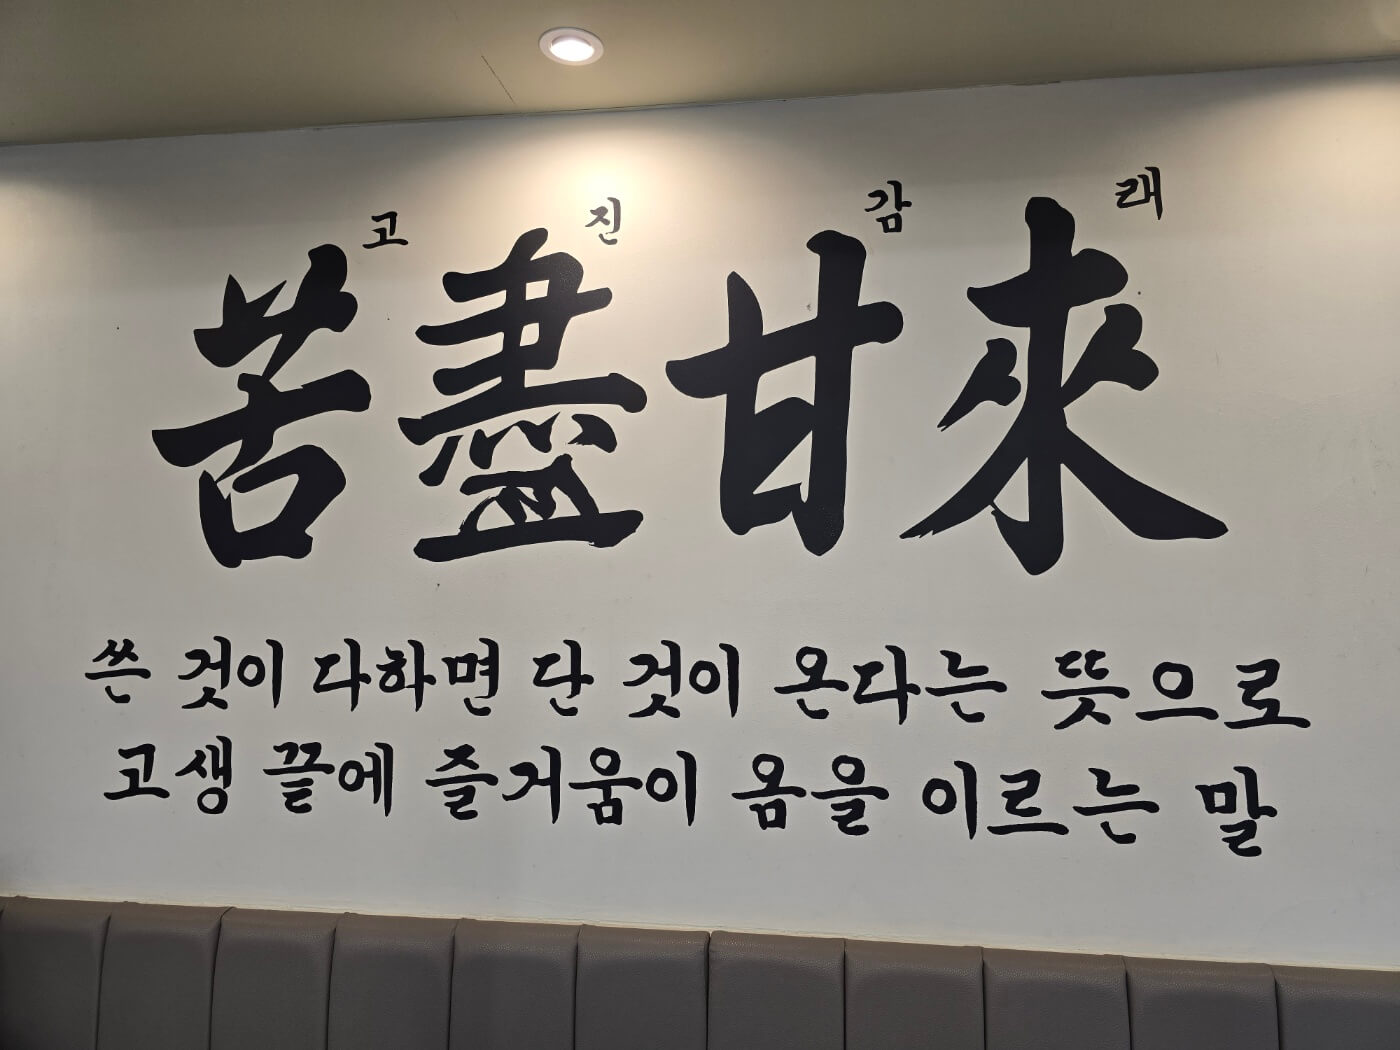 고 진 감 래
苦盡甘來
쓴 것이 다하면 단 것이 온다는 뜻으로
고생 끝에 즐거움이 옴을 이르는 말